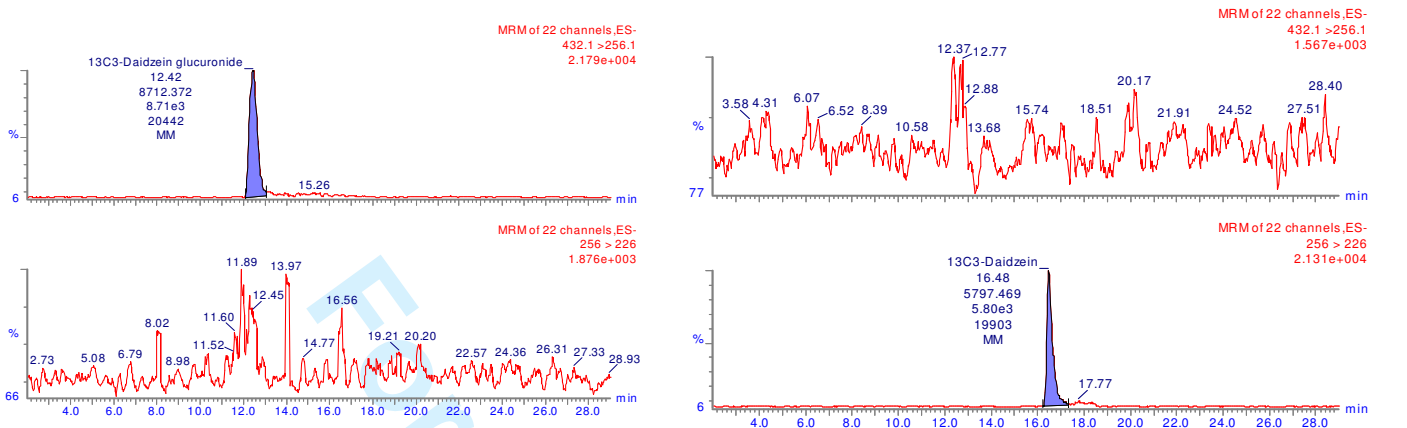 MRM of 22 channels,ES-
432.1 >256.1
2.179e+004
13C3-Daidzein glucuronide
12.42
8712.372
8.71e3
20442
MM
15.26
%
6
min
MRM of 22 channels,ES-
432.1 >256.1
1.567e+003
12.37
12.77
12.88
3.58
4.31
6.07
6.52
8.39
10.58
13.68
15.74
18.51
20.17
21.91
24.52
27.51
28.40
%
77
min
MRM of 22 channels,ES-
256 > 226
1.876e+003
11.89
13.97
12.45
16.56
11.60
8.02
11.52
14.77
19.21
20.20
2.73
5.08
6.79
8.98
22.57
24.36
26.31
27.33
28.93
%
66
min
4.0 6.0 8.0 10.0 12.0 14.0 16.0 18.0 20.0 22.0 24.0 26.0 28.0
MRM of 22 channels,ES-
256 > 226
2.131e+004
13C3-Daidzein
16.48
5797.469
5.80e3
19903
MM
17.77
%
6
min
4.0 6.0 8.0 10.0 12.0 14.0 16.0 18.0 20.0 22.0 24.0 26.0 28.0